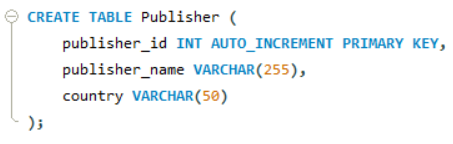 CREATE TABLE Publisher (
    publisher_id INT AUTO_INCREMENT PRIMARY KEY,
    publisher_name VARCHAR(255),
    country VARCHAR(50)
);